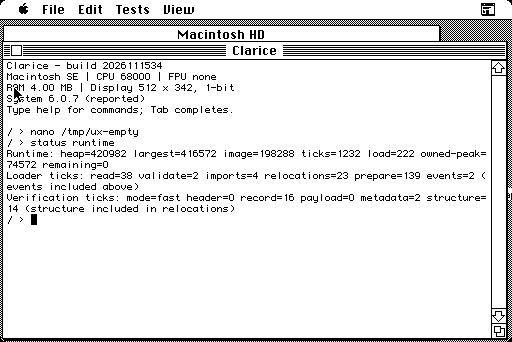 File Edit Tests View
Macintosh HD
Clarice
Clarice - build 2026111534
Macintosh SE | CPU 68000 | FPU none
4.00 MB | Display 512 x 342, 1-bit
System 6.0.7 (reported)
Type help for commands; Tab completes.
/ > nano /tmp/ux-empty
/ > status runtime
Runtime: heap=420982 largest=416572 image=198288 ticks=1232 load=222 owned-peak=
74572 remaining=0
Loader ticks: read=38 validate=2 imports=4 relocations=23 prepare=139 events=2 (
events included above)
Verification ticks: mode=fast header=0 record=16 payload=0 metadata=2 structure=
14 (structure included in relocations)
/ >